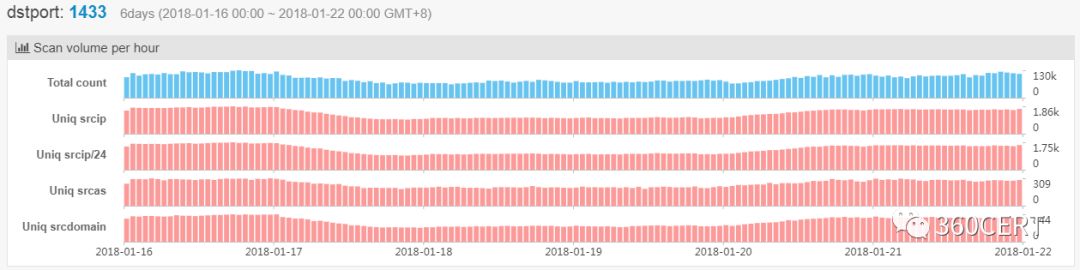 dstport: 1433 6days (2018-01-16 00:00 ~ 2018-01-22 00:00 GMT+8)
Scan volume per hour
Total count 130k
0
Uniq srcip 1.86k
0
Uniq srcip/24 1.75k
0
Uniq srcas 309
0
Uniq srcdomain
0
360CERT
2018-01-16 2018-01-17 2018-01-18 2018-01-19 2018-01-20 2018-01-21 2018-01-22